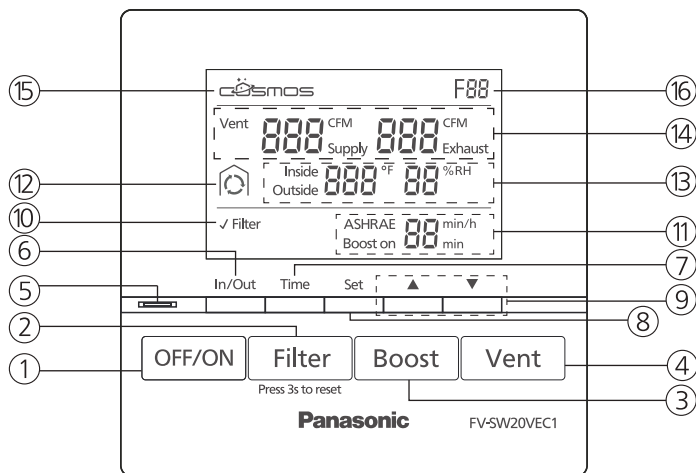 ⑮ cosmos F88 ⑯
Vent 888 CFM Supply 888 CFM Exhaust ⑭
⑫ Inside Outside 888 °F 88 %RH ⑬
⑩ ✓ Filter ASHRAE Boost on 88 min/h min ⑪
⑥ In/Out Time Set ▲ ▼ ⑦
⑤ ⑨
② ⑧
① OFF/ON Filter Boost Vent ④
Press 3s to reset ③
Panasonic FV-SW20VEC1